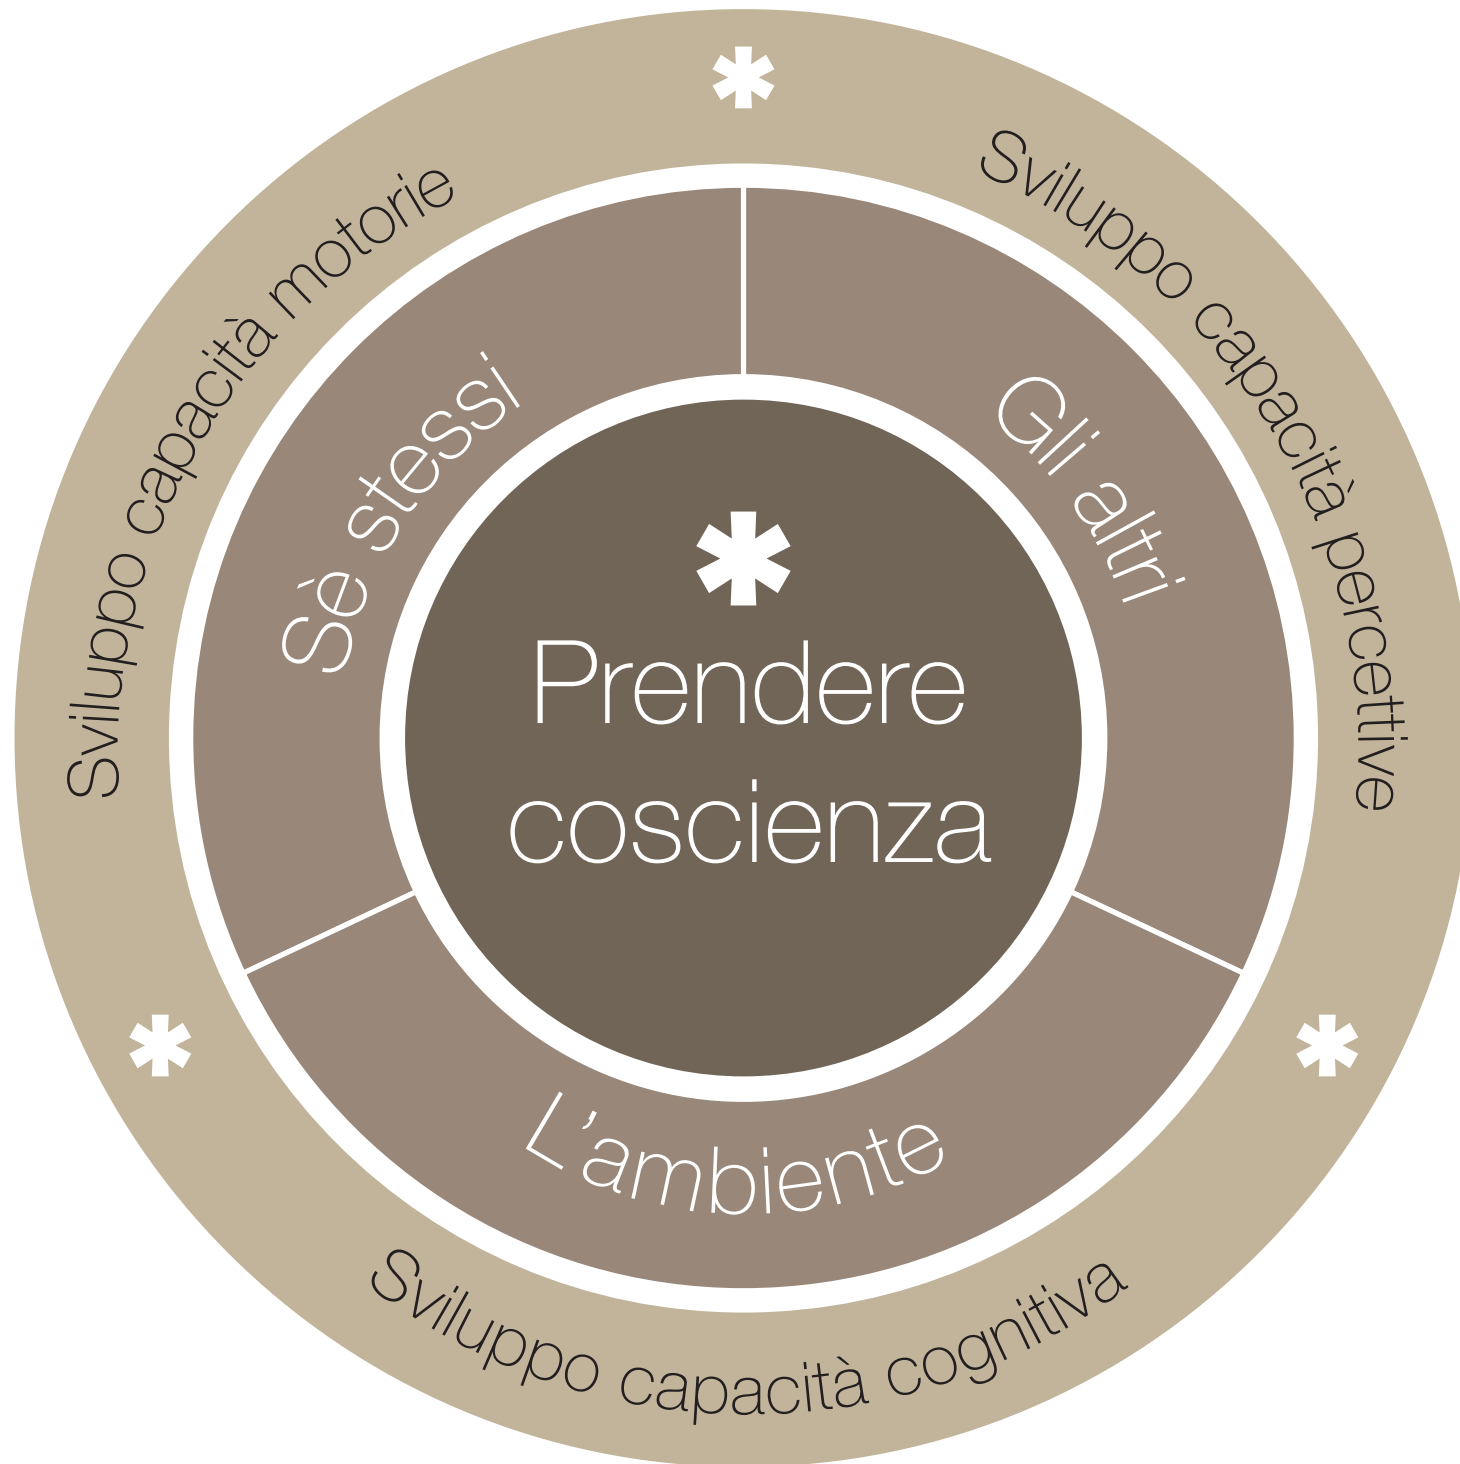 Sviluppo capacità motorie
Sviluppo capacità percettive
Sè stessi
Gli altri
*
Prendere
coscienza
L'ambiente
Sviluppo capacità cognitiva